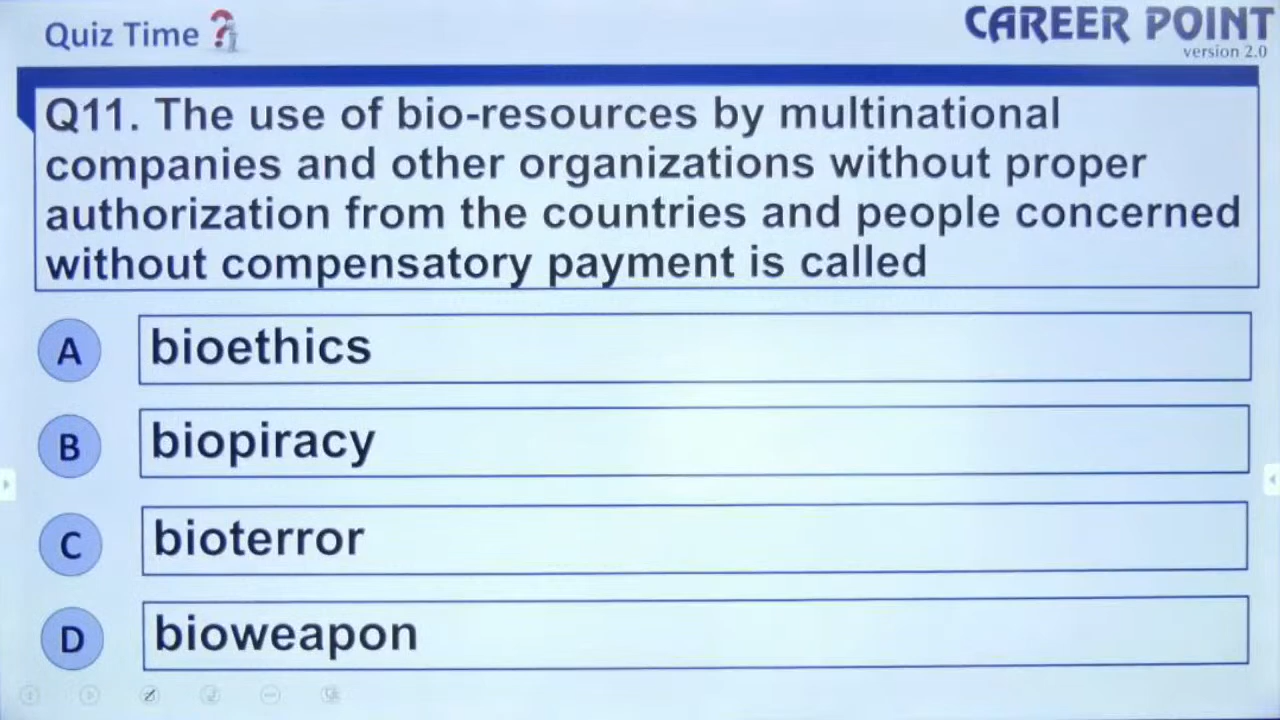 Quiz Time
CAREER POINT
version 2.0
Q11. The use of bio-resources by multinational
companies and other organizations without proper
authorization from the countries and people concerned
without compensatory payment is called
A bioethics
B biopiracy
C bioterror
D bioweapon